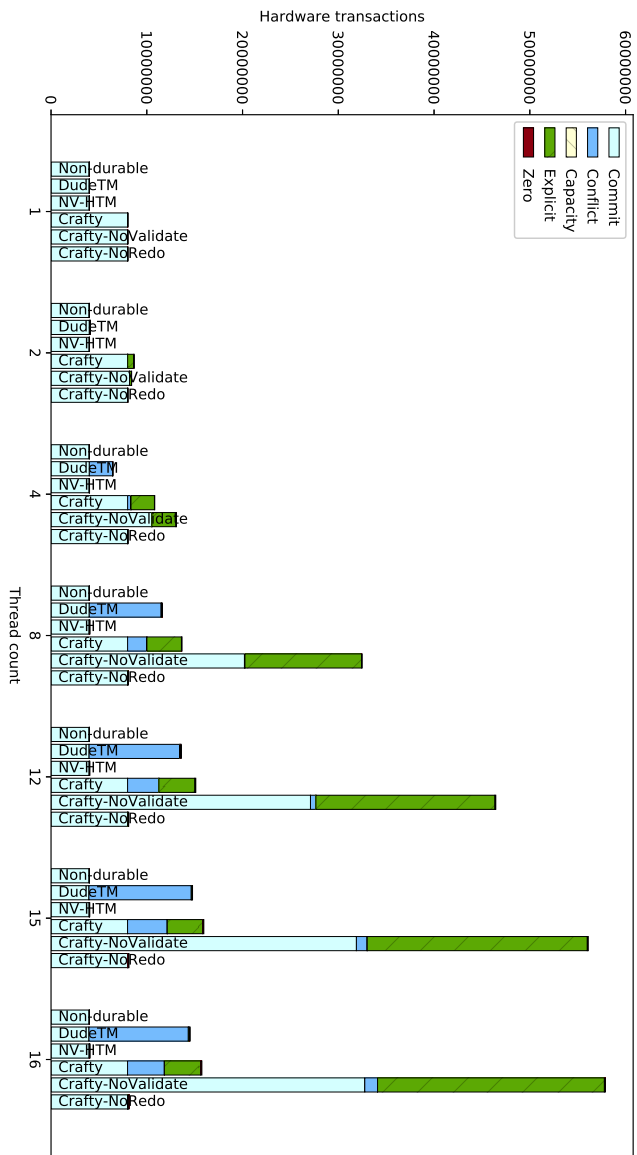 Hardware transactions
0
10000000
20000000
30000000
40000000
50000000
60000000
Commit
Conflict
Capacity
Explicit
Zero
Non-durable
DudeTM
NV-HTM
Crafty
Crafty-NoValidate
Crafty-NoRedo
1
Non-durable
DudeTM
NV-HTM
Crafty
Crafty-NoValidate
Crafty-NoRedo
2
Non-durable
DudeTM
NV-HTM
Crafty
Crafty-NoValidate
Crafty-NoRedo
4
Non-durable
DudeTM
NV-HTM
Crafty
Crafty-NoValidate
Crafty-NoRedo
8
Non-durable
DudeTM
NV-HTM
Crafty
Crafty-NoValidate
Crafty-NoRedo
12
Non-durable
DudeTM
NV-HTM
Crafty
Crafty-NoValidate
Crafty-NoRedo
15
Non-durable
DudeTM
NV-HTM
Crafty
Crafty-NoValidate
Crafty-NoRedo
16
Thread count